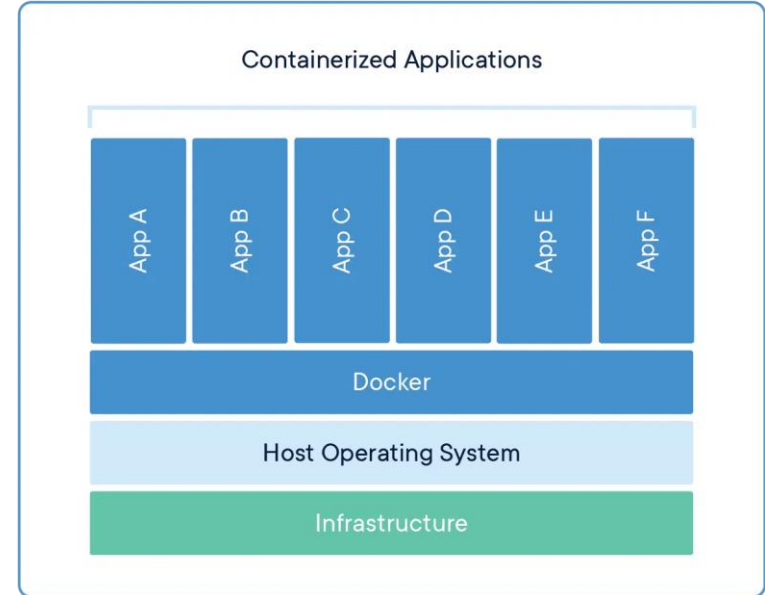 Containerized Applications
App A
App B
App C
App D
App E
App F
Docker
Host Operating System
Infrastructure